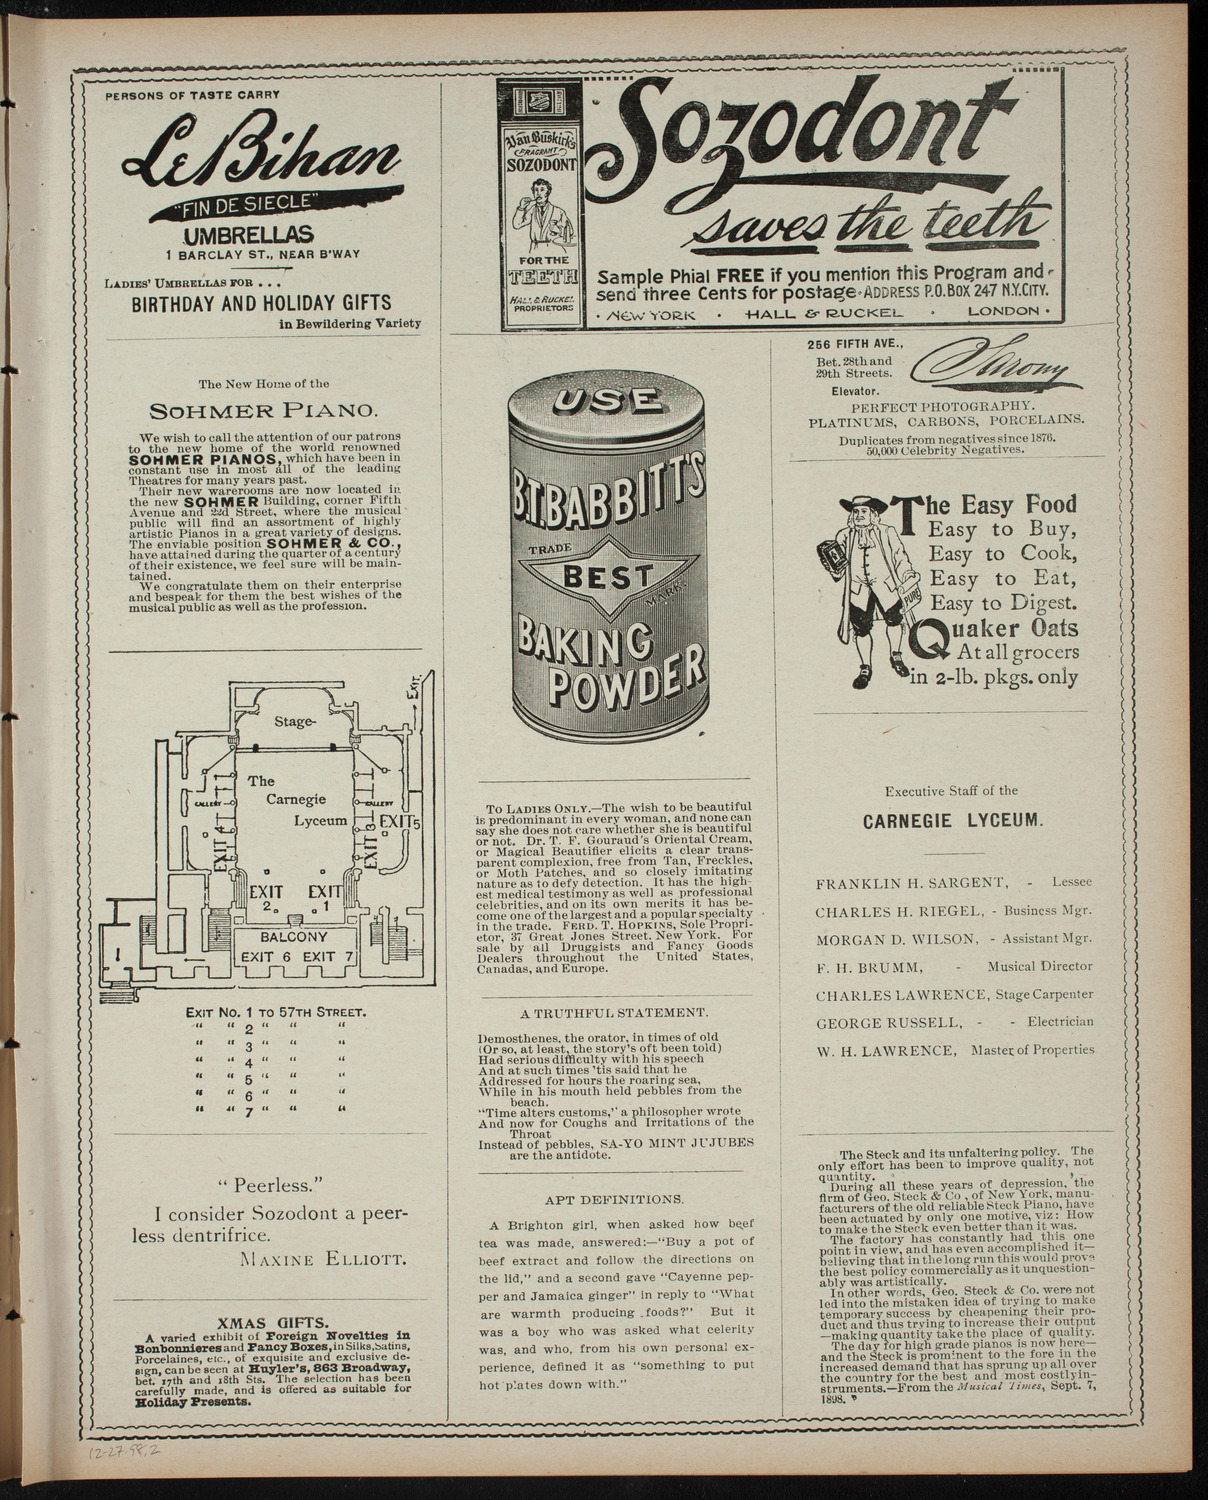 PERSONS OF TASTE CARRY
Le Bihan
"FIN DE SIECLE"
UMBRELLAS
1 BARCLAY ST., NEAR B'WAY
LADIES' UMBRELLAS FOR . . .
BIRTHDAY AND HOLIDAY GIFTS
in Bewildering Variety
Van Buskirk's
FRAGRANT
SOZODONT
FOR THE
TEETH
HALL & RUCKEL
PROPRIETORS
Sozodont
saves the teeth
Sample Phial FREE if you mention this Program and
send three Cents for postage · ADDRESS P.O. BOX 247 N.Y.CITY.
· NEW YORK · HALL & RUCKEL · LONDON ·
The New Home of the
SOHMER PIANO.
We wish to call the attention of our patrons
to the new home of the world renowned
SOHMER PIANOS, which have been in
constant use in most all of the leading
Theatres for many years past.
Their new warerooms are now located in
the new SOHMER Building, corner Fifth
Avenue and 22d Street, where the musical
public will find an assortment of highly
artistic Pianos in a great variety of designs.
The enviable position SOHMER & CO.,
have attained during the quarter of a century
of their existence, we feel sure will be main-
tained.
We congratulate them on their enterprise
and bespeak for them the best wishes of the
musical public as well as the profession.
EXIT.
Stage-
The
Carnegie
Lyceum
GALLERY
GALLERY
EXIT 4
EXIT 3
EXIT 5
EXIT
2
EXIT
1
BALCONY
EXIT 6 EXIT 7
EXIT NO. 1 TO 57TH STREET.
" " 2 " " "
" " 3 " " "
" " 4 " " "
" " 5 " " "
" " 6 " " "
" " 7 " " "
" Peerless."
I consider Sozodont a peer-
less dentrifrice.
MAXINE ELLIOTT.
XMAS GIFTS.
A varied exhibit of Foreign Novelties in
Bonbonnieres and Fancy Boxes, in Silks, Satins,
Porcelaines, etc., of exquisite and exclusive de-
sign, can be seen at Huyler's, 863 Broadway,
bet. 17th and 18th Sts. The selection has been
carefully made, and is offered as suitable for
Holiday Presents.
USE
B.T. BABBITT'S
TRADE
BEST
MARK.
BAKING
POWDER
TO LADIES ONLY.—The wish to be beautiful
is predominant in every woman, and none can
say she does not care whether she is beautiful
or not. Dr. T. F. Gouraud's Oriental Cream,
or Magical Beautifier elicits a clear trans-
parent complexion, free from Tan, Freckles,
or Moth Patches, and so closely imitating
nature as to defy detection. It has the high-
est medical testimony as well as professional
celebrities, and on its own merits it has be-
come one of the largest and a popular specialty
in the trade. FERD. T. HOPKINS, Sole Propri-
etor, 37 Great Jones Street, New York. For
sale by all Druggists and Fancy Goods
Dealers throughout the United States,
Canadas, and Europe.
A TRUTHFUL STATEMENT.
Demosthenes, the orator, in times of old
(Or so, at least, the story's oft been told)
Had serious difficulty with his speech
And at such times 'tis said that he
Addressed for hours the roaring sea,
While in his mouth held pebbles from the
beach.
"Time alters customs," a philosopher wrote
And now for Coughs and Irritations of the
Throat
Instead of pebbles, SA-YO MINT JUJUBES
are the antidote.
APT DEFINITIONS.
A Brighton girl, when asked how beef
tea was made, answered:—"Buy a pot of
beef extract and follow the directions on
the lid," and a second gave "Cayenne pep-
per and Jamaica ginger" in reply to "What
are warmth producing foods?" But it
was a boy who was asked what celerity
was, and who, from his own personal ex-
perience, defined it as "something to put
hot plates down with."
256 FIFTH AVE.,
Bet. 28th and
29th Streets.
Elevator.
Sarony
PERFECT PHOTOGRAPHY.
PLATINUMS, CARBONS, PORCELAINS.
Duplicates from negatives since 1876.
50,000 Celebrity Negatives.
PURE
The Easy Food
Easy to Buy,
Easy to Cook,
Easy to Eat,
Easy to Digest.
Quaker Oats
At all grocers
in 2-lb. pkgs. only
Executive Staff of the
CARNEGIE LYCEUM.
FRANKLIN H. SARGENT, - Lessee
CHARLES H. RIEGEL, - Business Mgr.
MORGAN D. WILSON, - Assistant Mgr.
F. H. BRUMM, - Musical Director
CHARLES LAWRENCE, Stage Carpenter
GEORGE RUSSELL, - - Electrician
W. H. LAWRENCE, Master of Properties
The Steck and its unfaltering policy. The
only effort has been to improve quality, not
quantity.
During all these years of depression, the
firm of Geo. Steck & Co , of New York, manu-
facturers of the old reliable Steck Piano, have
been actuated by only one motive, viz: How
to make the Steck even better than it was.
The factory has constantly had this one
point in view, and has even accomplished it—
believing that in the long run this would prove
the best policy commercially as it unquestion-
ably was artistically.
In other words, Geo. Steck & Co. were not
led into the mistaken idea of trying to make
temporary success by cheapening their pro-
duct and thus trying to increase their output
—making quantity take the place of quality.
The day for high grade pianos is now here—
and the Steck is prominent to the fore in the
increased demand that has sprung up all over
the country for the best and most costly in-
struments.—From the Musical Times, Sept. 7,
1898.
12-27-98, 2